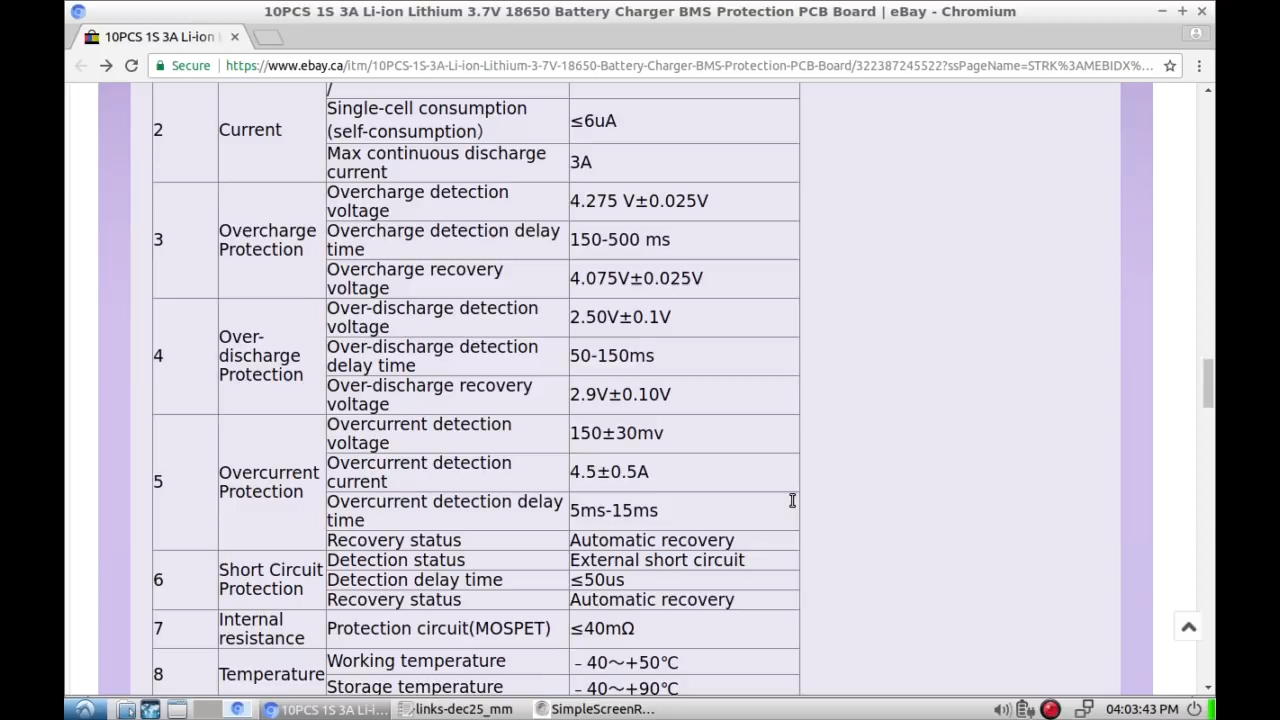 10PCS 1S 3A Li-ion Lithium 3.7V 18650 Battery Charger BMS Protection PCB Board | eBay - Chromium
10PCS 1S 3A Li-ion
Secure
https://www.ebay.ca/itm/10PCS-1S-3A-Li-ion-Lithium-3-7V-18650-Battery-Charger-BMS-Protection-PCB-Board/322387245522?ssPageName=STRK%3AMEBIDX%...
/
2
Current
Single-cell consumption
(self-consumption）
≤6uA
Max continuous discharge
current
3A
3
Overcharge
Protection
Overcharge detection
voltage
4.275 V±0.025V
Overcharge detection delay
time
150-500 ms
Overcharge recovery
voltage
4.075V±0.025V
4
Over-
discharge
Protection
Over-discharge detection
voltage
2.50V±0.1V
Over-discharge detection
delay time
50-150ms
Over-discharge recovery
voltage
2.9V±0.10V
5
Overcurrent
Protection
Overcurrent detection
voltage
150±30mv
Overcurrent detection
current
4.5±0.5A
Overcurrent detection delay
time
5ms-15ms
Recovery status
Automatic recovery
6
Short Circuit
Protection
Detection status
External short circuit
Detection delay time
≤50us
Recovery status
Automatic recovery
7
Internal
resistance
Protection circuit(MOSPET)
≤40mΩ
8
Temperature
Working temperature
﹣40～+50℃
Storage temperature
﹣40～+90℃
10PCS 1S 3A Li-i...
links-dec25_mm
SimpleScreenR...
04:03:43 PM